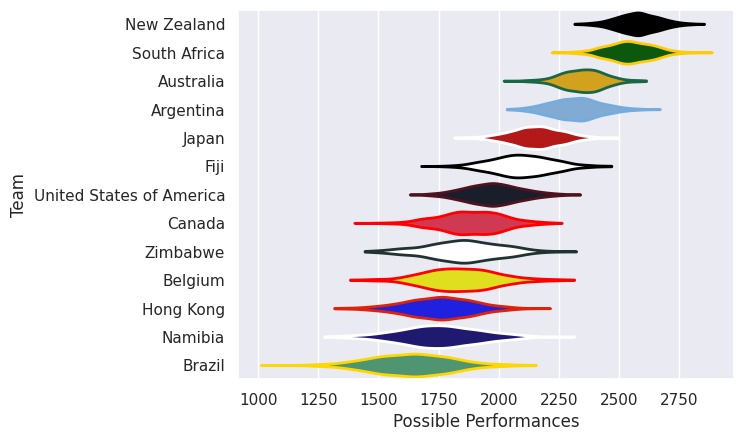 New Zealand
South Africa
Australia
Argentina
Japan
Fiji
United States of America
Canada
Zimbabwe
Belgium
Hong Kong
Namibia
Brazil
Team
1000 1250 1500 1750 2000 2250 2500 2750
Possible Performances